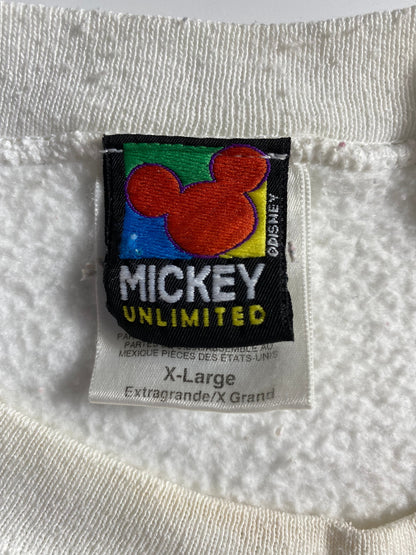 ©DISNEY
MICKEY
UNLIMITED
MEXIQUE PIÈCES DES ÉTATS-UNIS
X-Large
Extragrande/X Grand